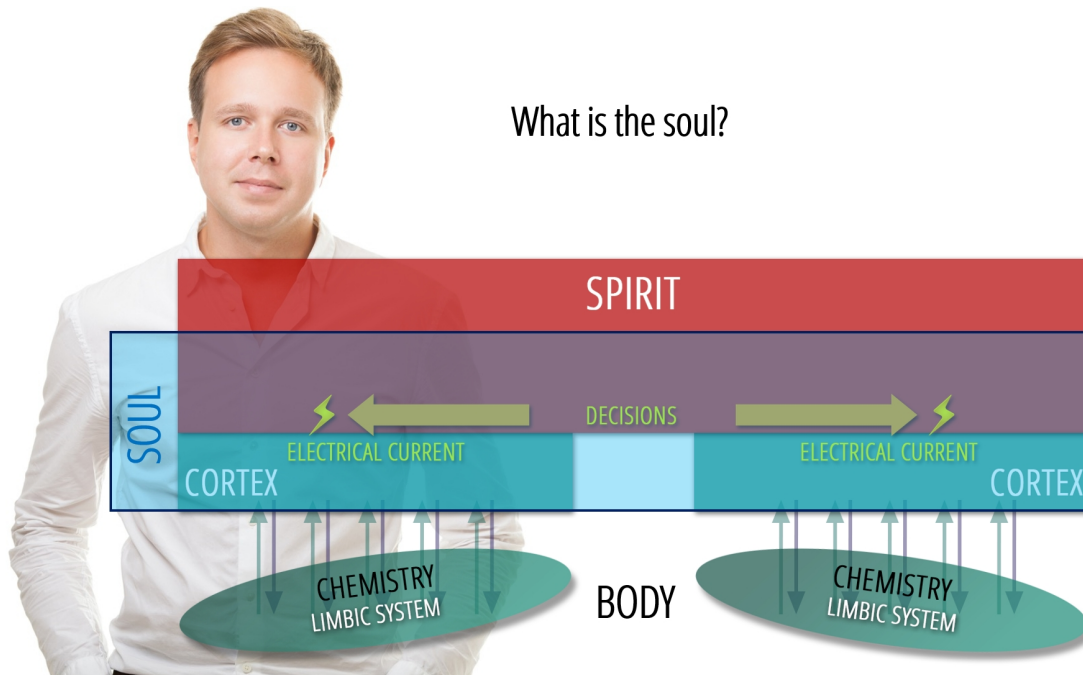 What is the soul?
SPIRIT
SOUL
DECISIONS
ELECTRICAL CURRENT
ELECTRICAL CURRENT
CORTEX
CORTEX
CHEMISTRY
LIMBIC SYSTEM
BODY
CHEMISTRY
LIMBIC SYSTEM